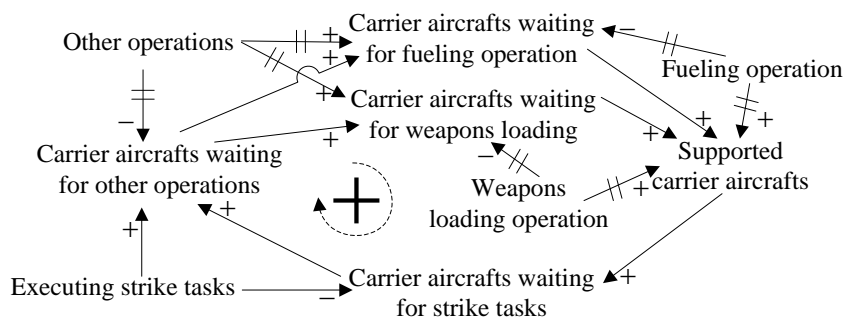 Carrier aircrafts waiting
for fueling operation
Other operations
Fueling operation
Carrier aircrafts waiting
for weapons loading
Carrier aircrafts waiting
for other operations
Supported
carrier aircrafts
Weapons
loading operation
Executing strike tasks
Carrier aircrafts waiting
for strike tasks